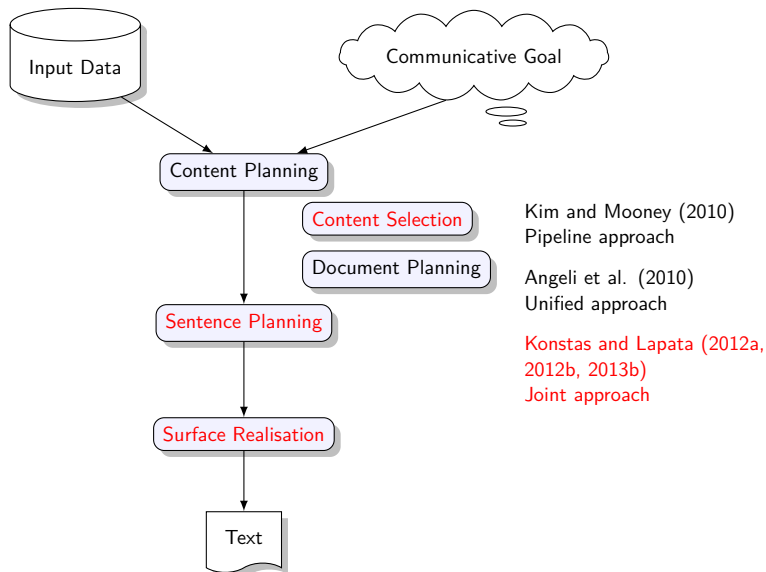 Input Data
Communicative Goal
Content Planning
Content Selection
Document Planning
Sentence Planning
Surface Realisation
Text
Kim and Mooney (2010)
Pipeline approach
Angeli et al. (2010)
Unified approach
Konstas and Lapata (2012a,
2012b, 2013b)
Joint approach